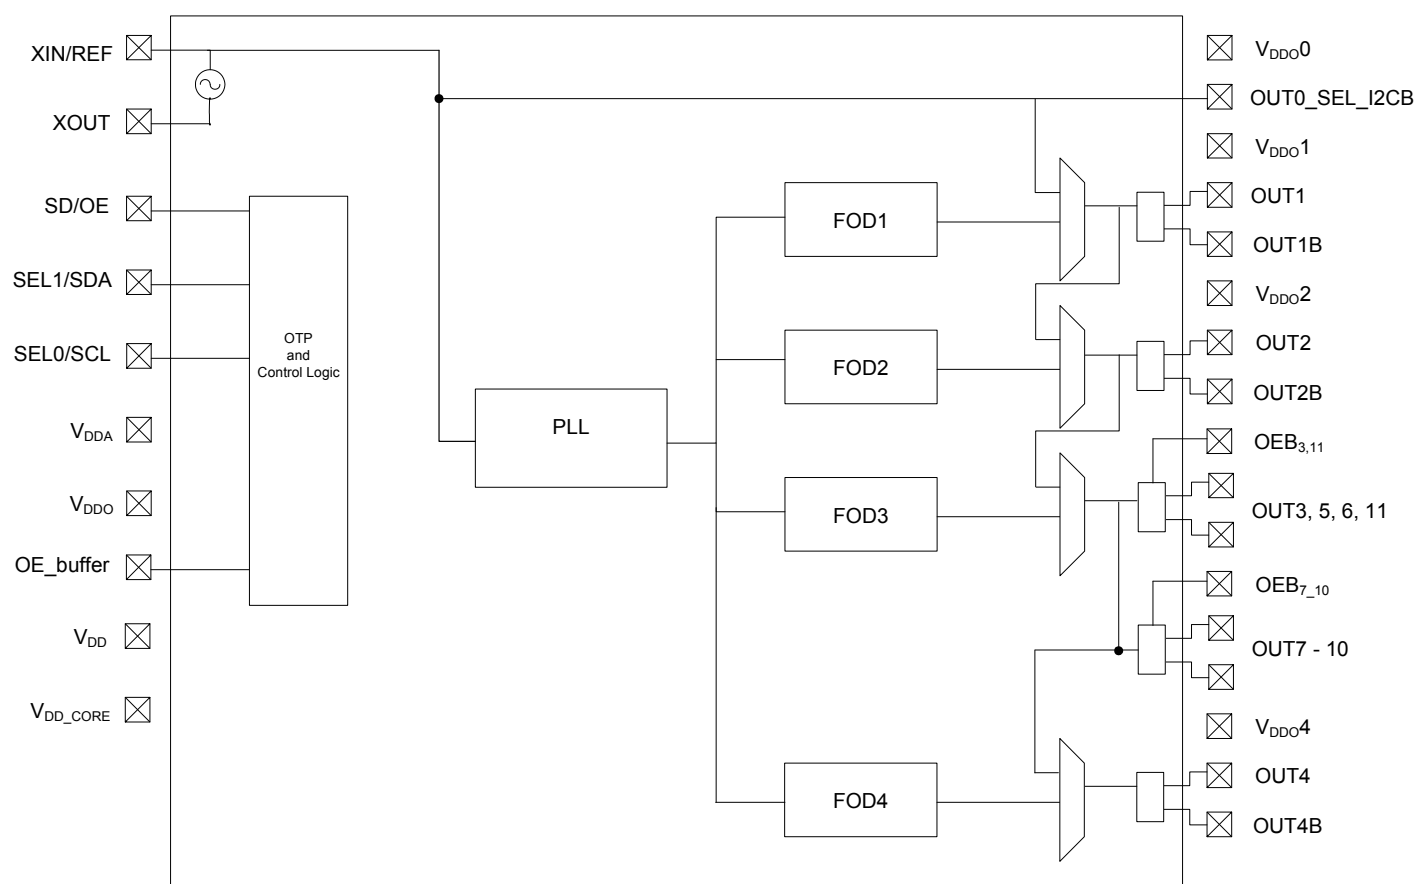 XIN/REF
XOUT
SD/OE
SEL1/SDA
SEL0/SCL
VDDA
VDDO
OE_buffer
VDD
VDD_CORE
OTP
and
Control Logic
PLL
FOD1
FOD2
FOD3
FOD4
VDDO0
OUT0_SEL_I2CB
VDDO1
OUT1
OUT1B
VDDO2
OUT2
OUT2B
OEB3,11
OUT3, 5, 6, 11
OEB7_10
OUT7 - 10
VDDO4
OUT4
OUT4B